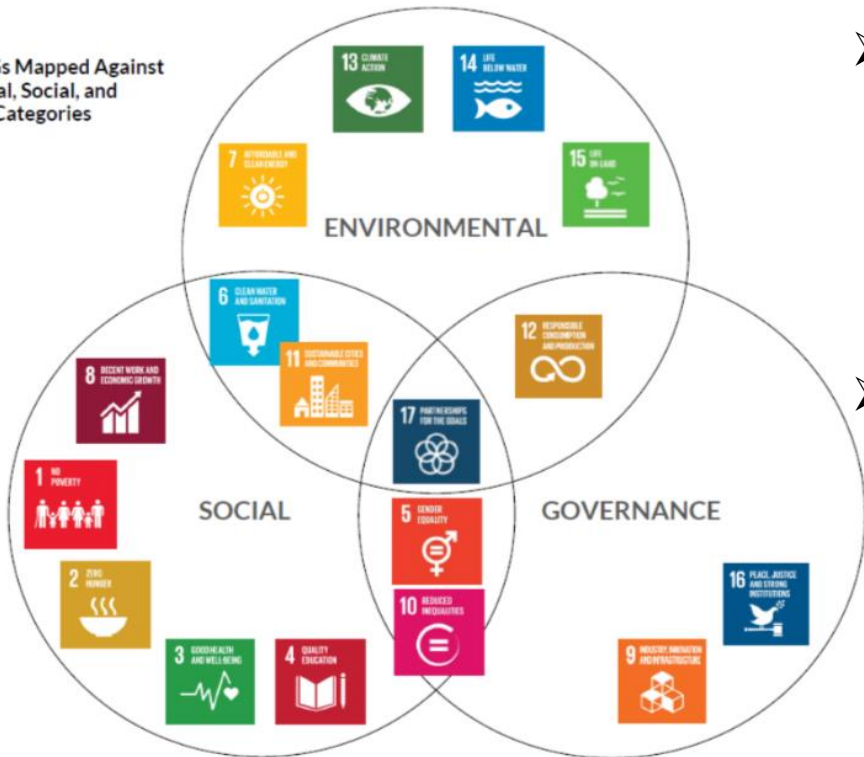 Gs Mapped Against
al, Social, and
Categories
13 CLIMATE
ACTION
14 LIFE
BELOW WATER
7 AFFORDABLE AND
CLEAN ENERGY
15 LIFE
ON LAND
ENVIRONMENTAL
6 CLEAN WATER
AND SANITATION
12 RESPONSIBLE
CONSUMPTION
AND PRODUCTION
11 SUSTAINABLE CITIES
AND COMMUNITIES
8 DECENT WORK AND
ECONOMIC GROWTH
17 PARTNERSHIPS
FOR THE GOALS
1 NO
POVERTY
SOCIAL
5 GENDER
EQUALITY
GOVERNANCE
2 ZERO
HUNGER
16 PEACE, JUSTICE
AND STRONG
INSTITUTIONS
10 REDUCED
INEQUALITIES
3 GOOD HEALTH
AND WELL-BEING
4 QUALITY
EDUCATION
9 INDUSTRY, INNOVATION
AND INFRASTRUCTURE